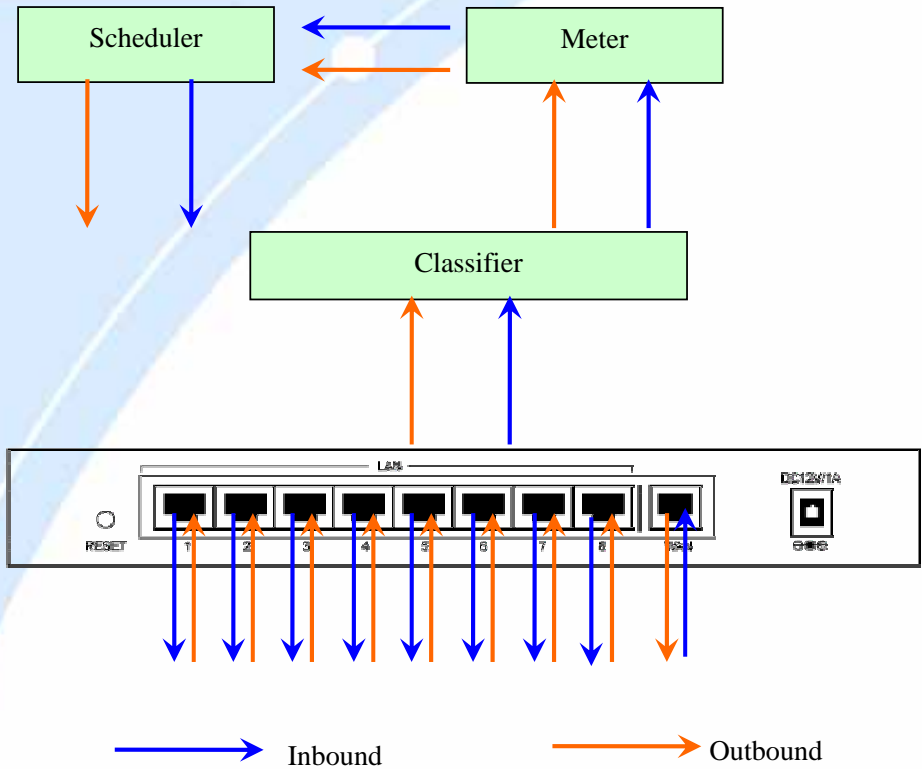 Scheduler
Meter
Classifier
LAN
DC12V/1A
RESET
1 2 3 4 5 6 7 8
Inbound
Outbound